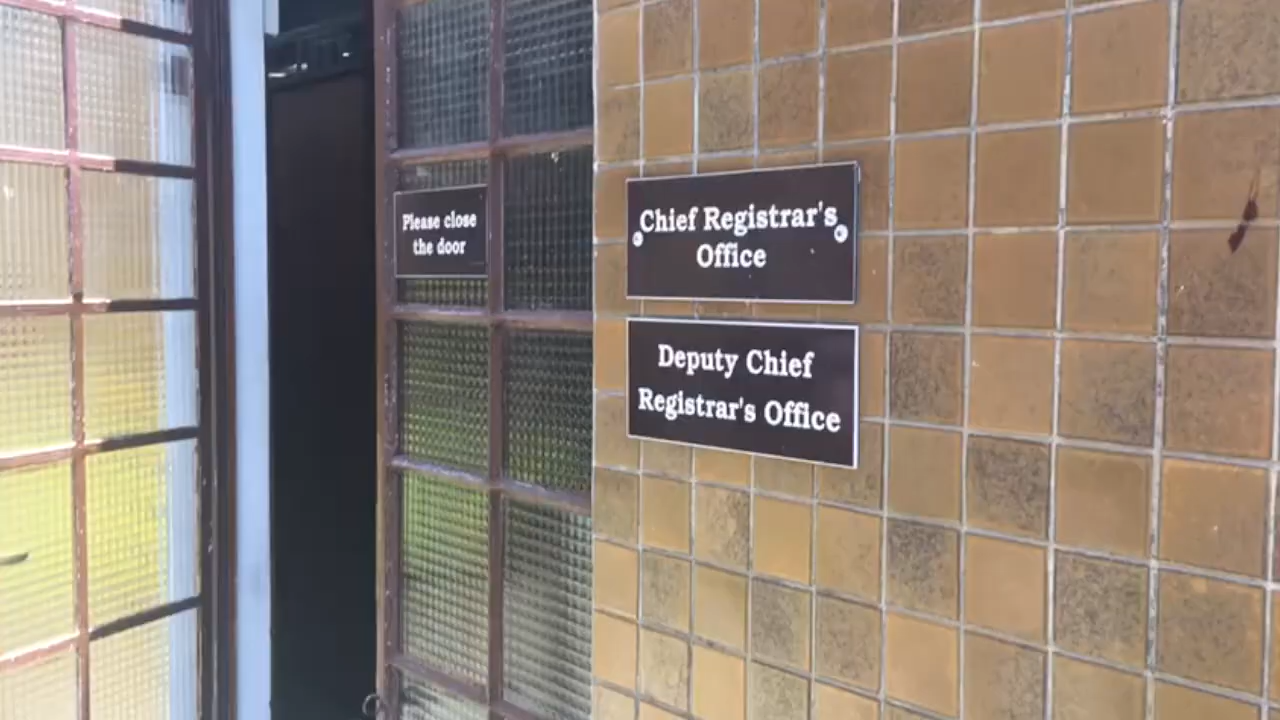 Please close
the door
Chief Registrar's
Office
Deputy Chief
Registrar's Office